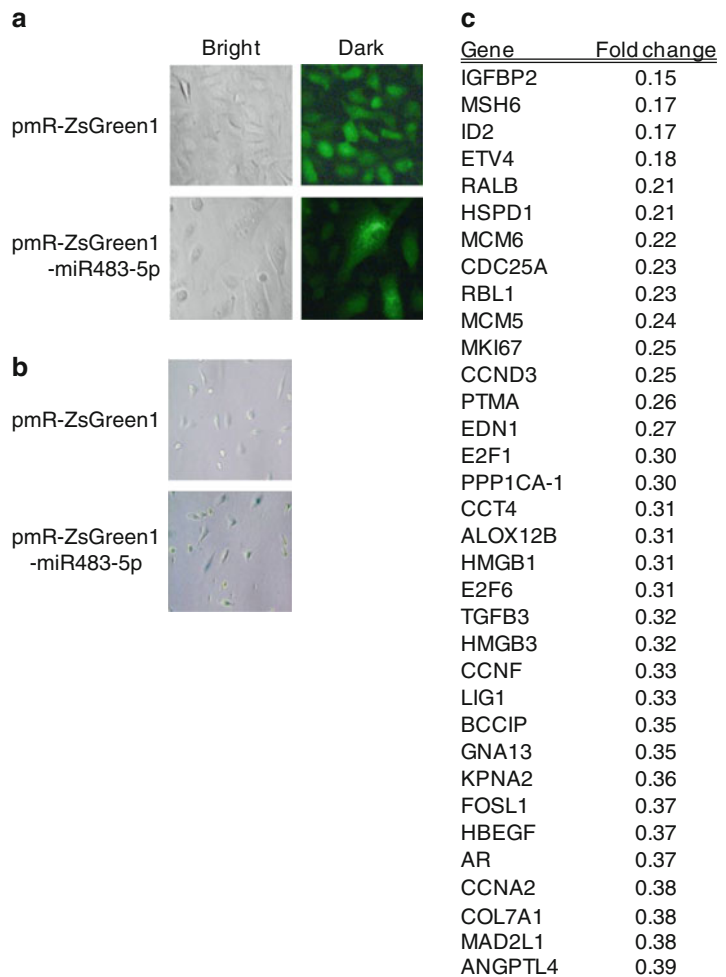 a
Bright Dark
pmR-ZsGreen1
pmR-ZsGreen1
-miR483-5p
b
pmR-ZsGreen1
pmR-ZsGreen1
-miR483-5p
c
Gene Fold change
IGFBP2 0.15
MSH6 0.17
ID2 0.17
ETV4 0.18
RALB 0.21
HSPD1 0.21
MCM6 0.22
CDC25A 0.23
RBL1 0.23
MCM5 0.24
MKI67 0.25
CCND3 0.25
PTMA 0.26
EDN1 0.27
E2F1 0.30
PPP1CA-1 0.30
CCT4 0.31
ALOX12B 0.31
HMGB1 0.31
E2F6 0.31
TGFB3 0.32
HMGB3 0.32
CCNF 0.33
LIG1 0.33
BCCIP 0.35
GNA13 0.35
KPNA2 0.36
FOSL1 0.37
HBEGF 0.37
AR 0.37
CCNA2 0.38
COL7A1 0.38
MAD2L1 0.38
ANGPTL4 0.39